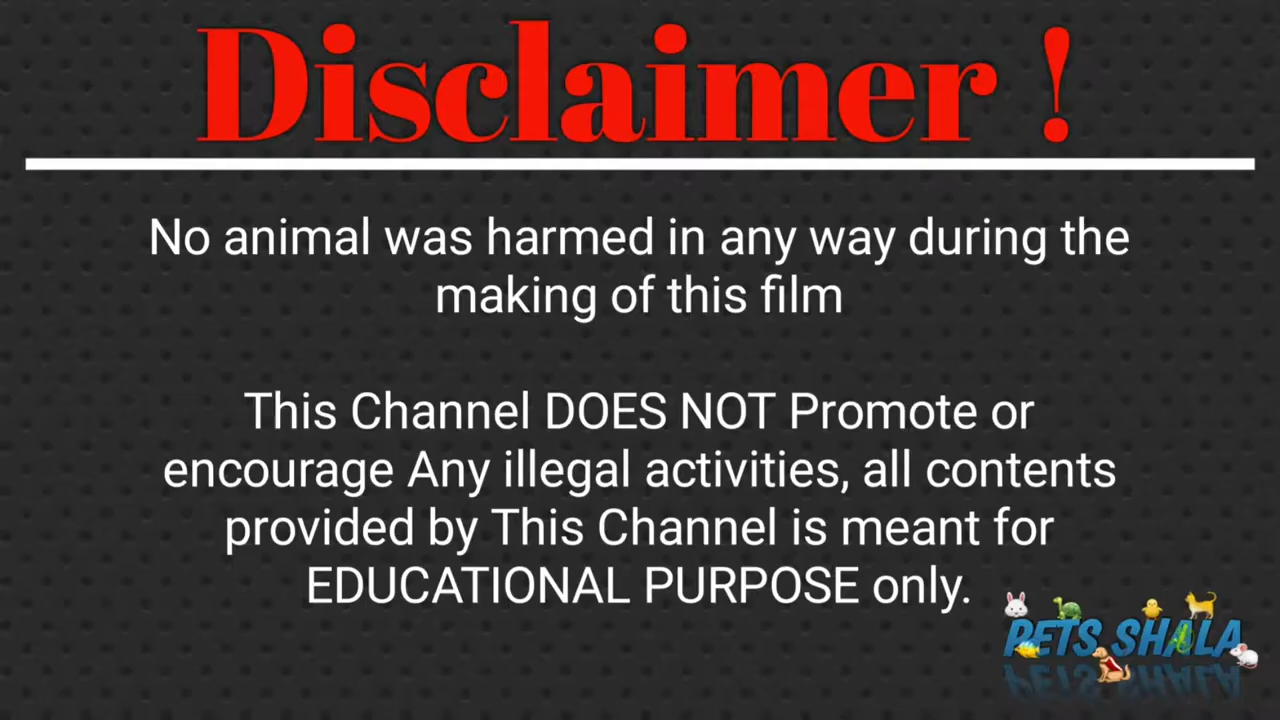 Disclaimer !
No animal was harmed in any way during the
making of this film
This Channel DOES NOT Promote or
encourage Any illegal activities, all contents
provided by This Channel is meant for
EDUCATIONAL PURPOSE only.
PETS SHALA